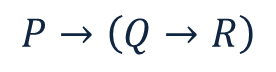 P → (Q → R)